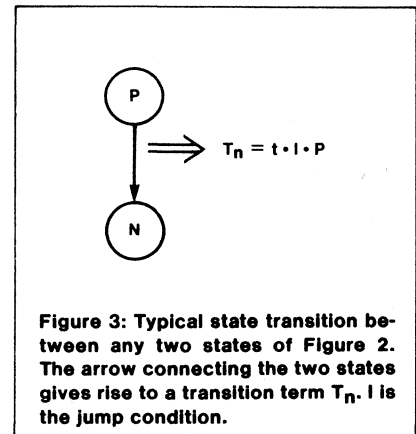 P
Tn = t • I • P
N
Figure 3: Typical state transition be-
tween any two states of Figure 2.
The arrow connecting the two states
gives rise to a transition term Tn. I is
the jump condition.